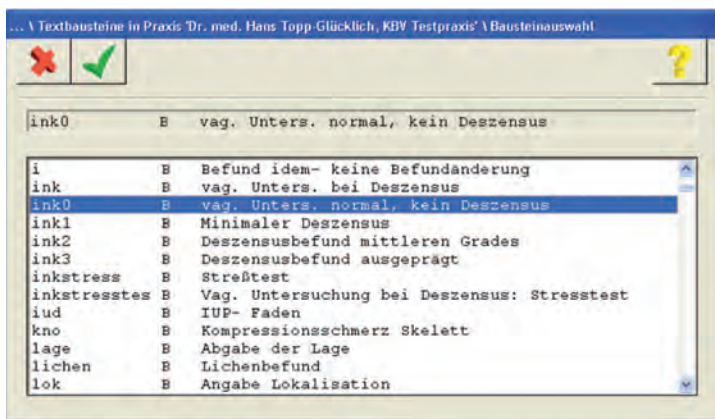 ... \ Textbausteine in Praxis 'Dr. med. Hans Topp-Glücklich, KBV Testpraxis' \ Bausteinauswahl
ink0 B vag. Unters. normal, kein Deszensus
i B Befund idem- keine Befundänderung
ink B vag. Unters. bei Deszensus
ink0 B vag. Unters. normal, kein Deszensus
ink1 B Minimaler Deszensus
ink2 B Deszensusbefund mittleren Grades
ink3 B Deszensusbefund ausgeprägt
inkstress B Streßtest
inkstresstes B Vag. Untersuchung bei Deszensus: Stresstest
iud B IUP- Faden
kno B Kompressionsschmerz Skelett
lage B Abgabe der Lage
lichen B Lichenbefund
lok B Angabe Lokalisation